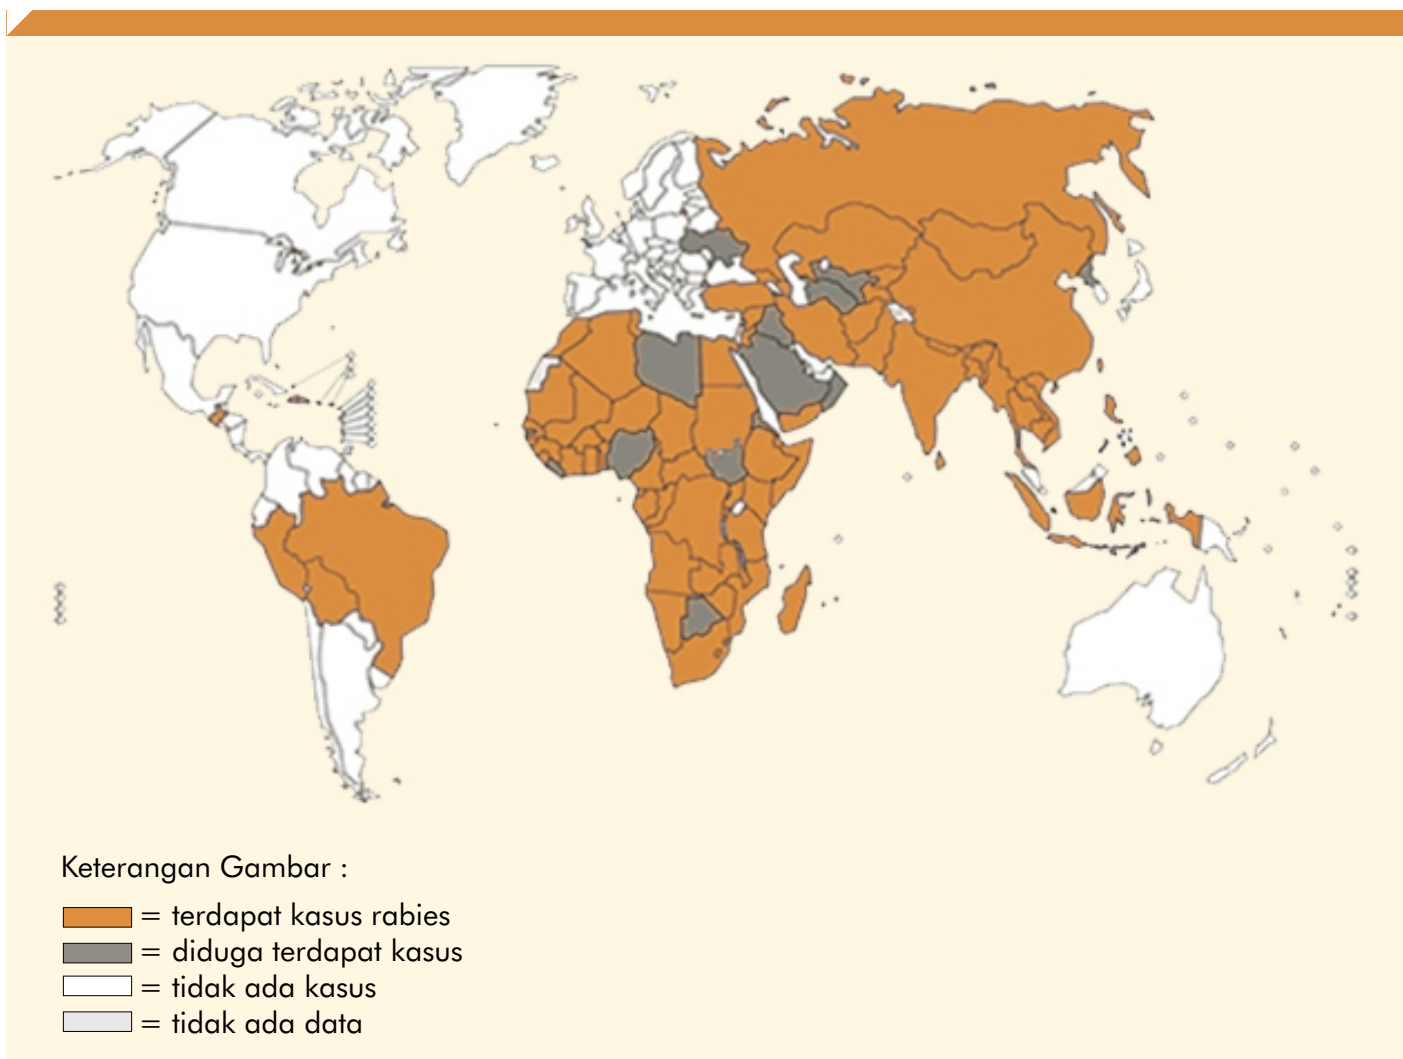 Keterangan Gambar :
= terdapat kasus rabies
= diduga terdapat kasus
= tidak ada kasus
= tidak ada data